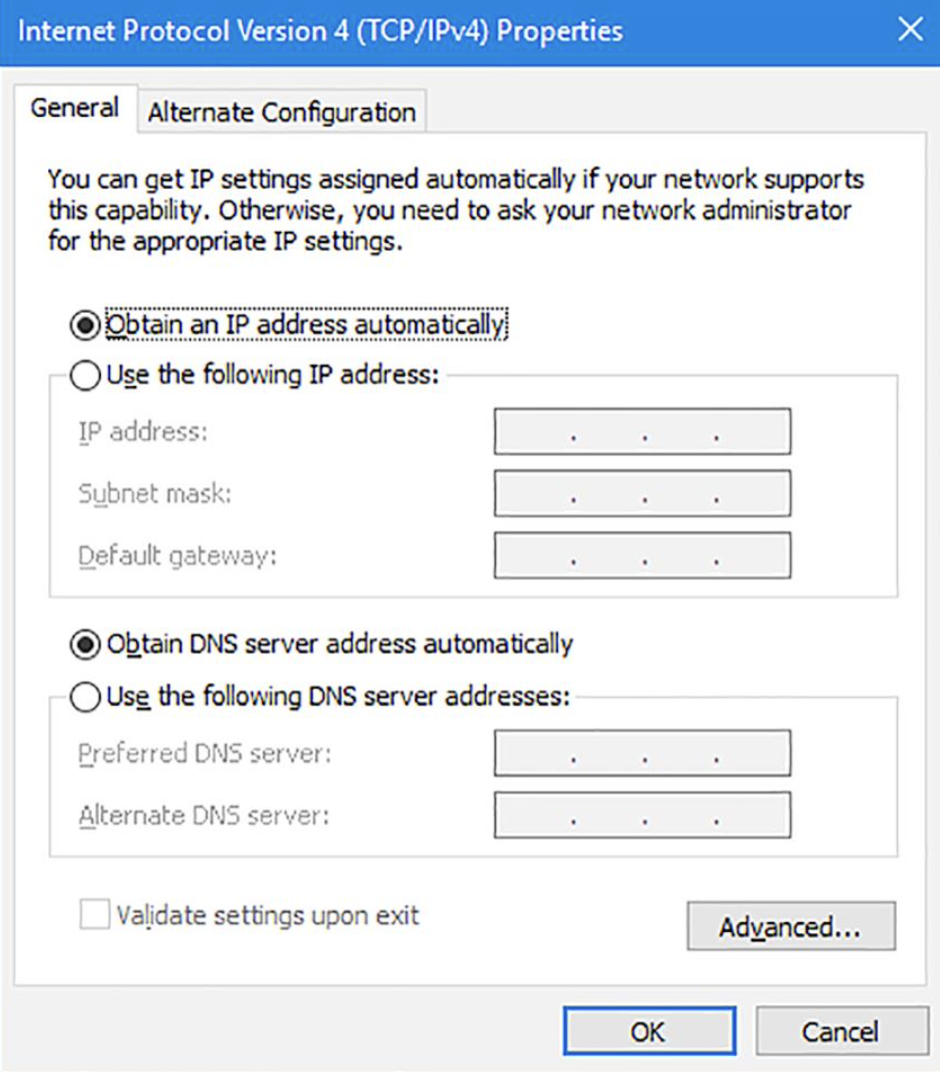 Internet Protocol Version 4 (TCP/IPv4) Properties
General
Alternate Configuration
You can get IP settings assigned automatically if your network supports
this capability. Otherwise, you need to ask your network administrator
for the appropriate IP settings.
Obtain an IP address automatically
Use the following IP address:
IP address:
. . .
Subnet mask:
. . .
Default gateway:
. . .
Obtain DNS server address automatically
Use the following DNS server addresses:
Preferred DNS server:
. . .
Alternate DNS server:
. . .
Validate settings upon exit
Advanced...
OK
Cancel